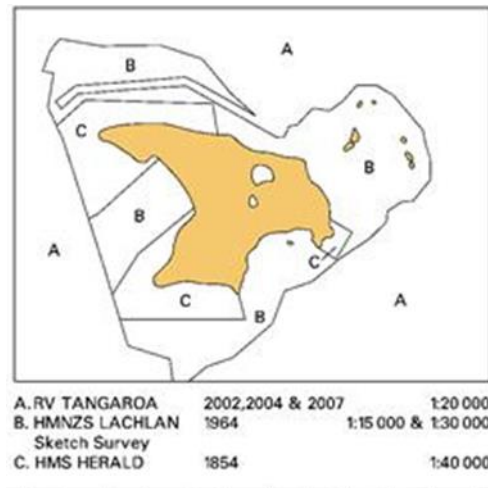 A
B
C
B
B
A
C
C
A
B
A. RV TANGAROA 2002,2004 & 2007 1:20 000
B. HMNZS LACHLAN 1964 1:15 000 & 1:30 000
Sketch Survey
C. HMS HERALD 1854 1:40 000